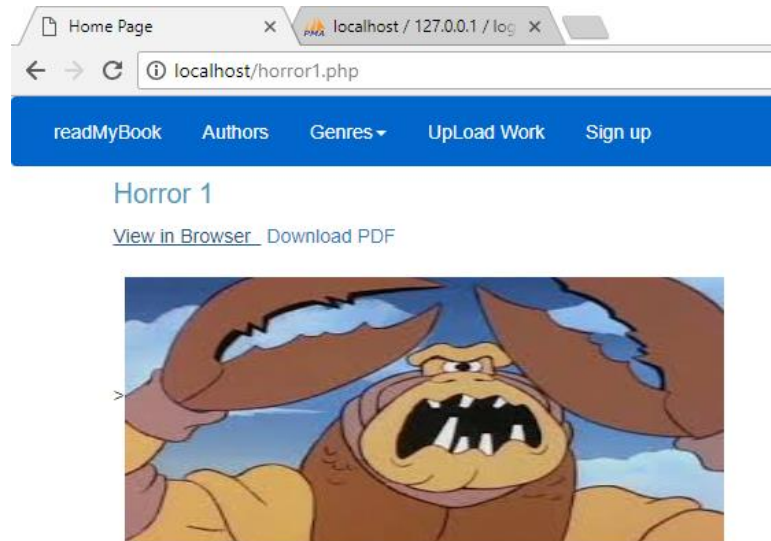 Home Page
PMA localhost / 127.0.0.1 / log
localhost/horror1.php
readMyBook Authors Genres UpLoad Work Sign up
Horror 1
View in Browser Download PDF
>